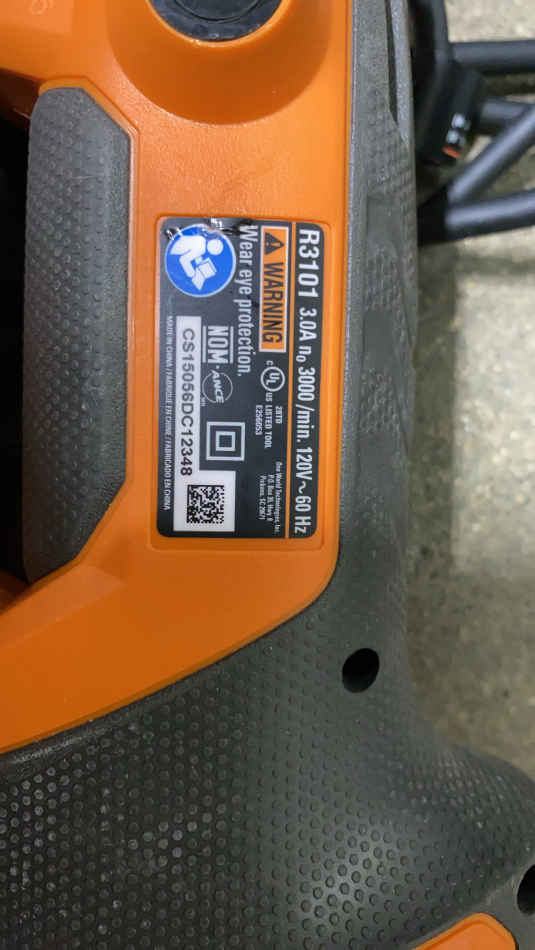 R3101 3.0A n₀ 3000 /min. 120V~ 60 Hz
WARNING
Wear eye protection.
C UL US
28TD
LISTED TOOL
E256053
One World Technologies, Inc.
P.O. Box 35, Hwy. 8
Pickens, SC 29671
NOM-ANCE
CS15056DC12348
MADE IN CHINA / FABRIQUÉ EN CHINE / FABRICADO EN CHINA